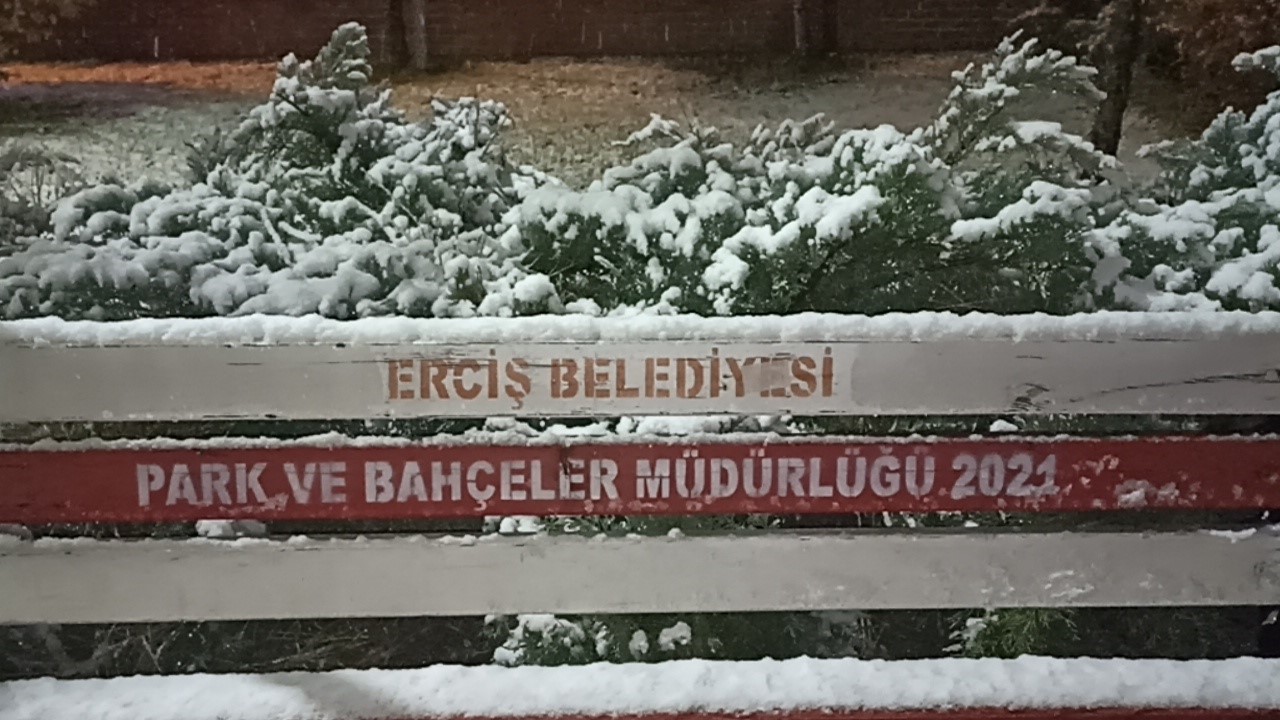 ERCİŞ BELEDİYESİ
PARK VE BAHÇELER MÜDÜRLÜĞÜ 2021